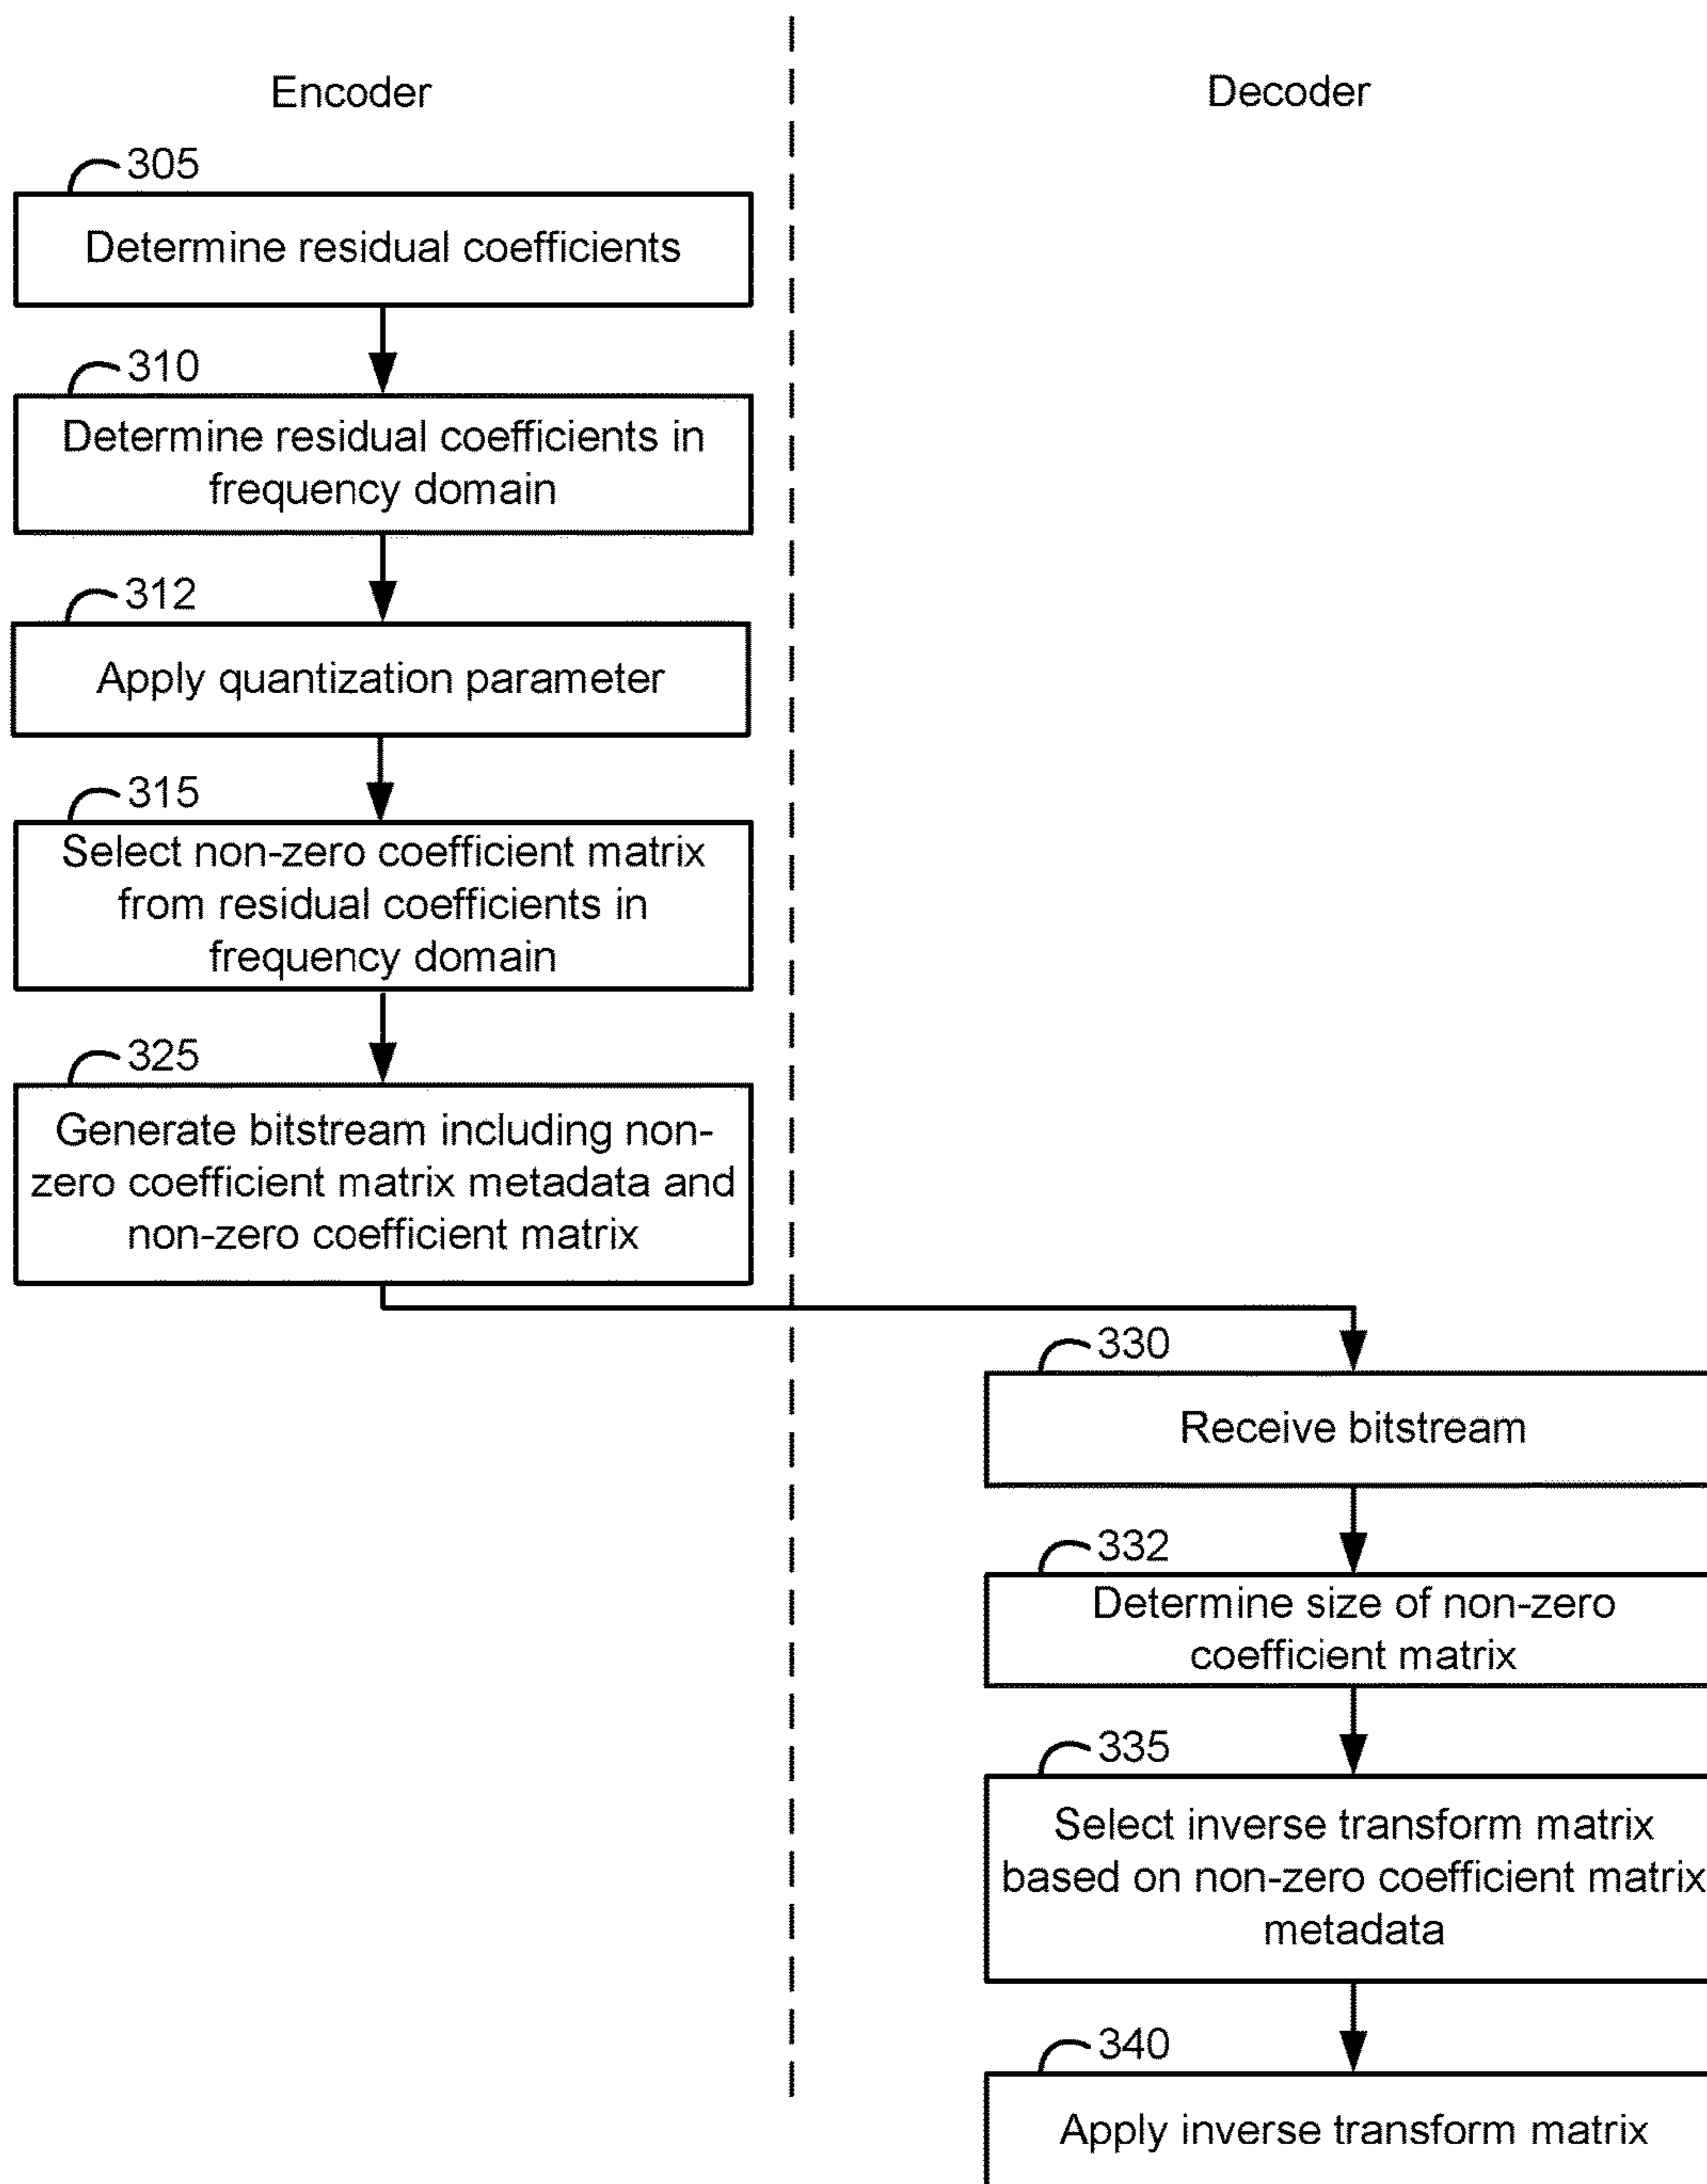 Encoder
Decoder
305
Determine residual coefficients
310
Determine residual coefficients in
frequency domain
312
Apply quantization parameter
315
Select non-zero coefficient matrix
from residual coefficients in
frequency domain
325
Generate bitstream including non-
zero coefficient matrix metadata and
non-zero coefficient matrix
330
Receive bitstream
332
Determine size of non-zero
coefficient matrix
335
Select inverse transform matrix
based on non-zero coefficient matrix
metadata
340
Apply inverse transform matrix